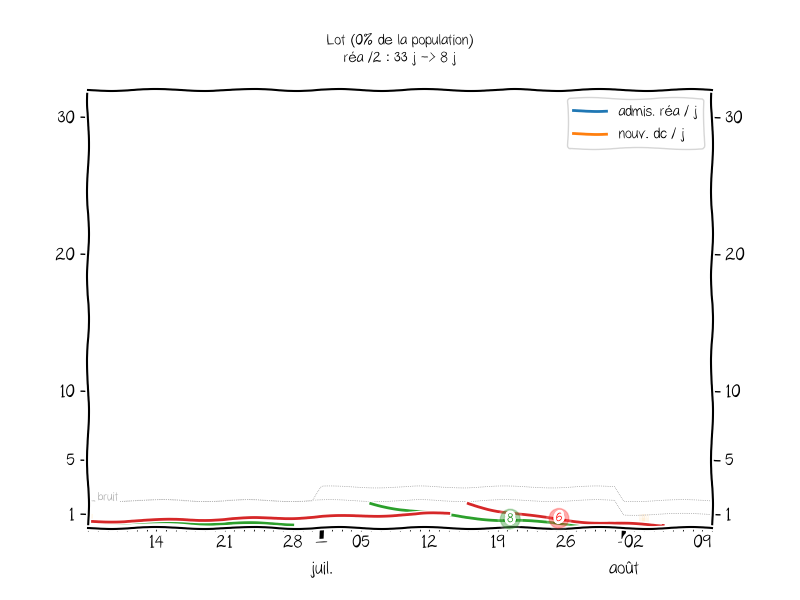 Lot (0% de la population)
réa /2 : 33 j -> 8 j
admis. réa / j
nouv. dc / j
30
30
20
20
10
10
5
5
bruit
1
8
6
1
14 21 28 05 12 19 26 02 09
juil. août